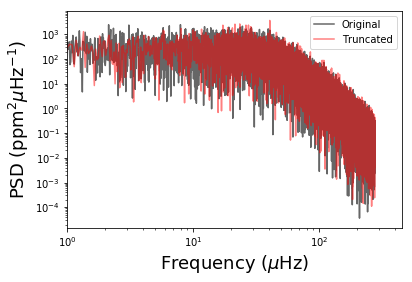 Original
Truncated
10³
10²
10¹
10⁰
10⁻¹
10⁻²
10⁻³
10⁻⁴
PSD (ppm²μHz⁻¹)
10⁰ 10¹ 10²
Frequency (μHz)